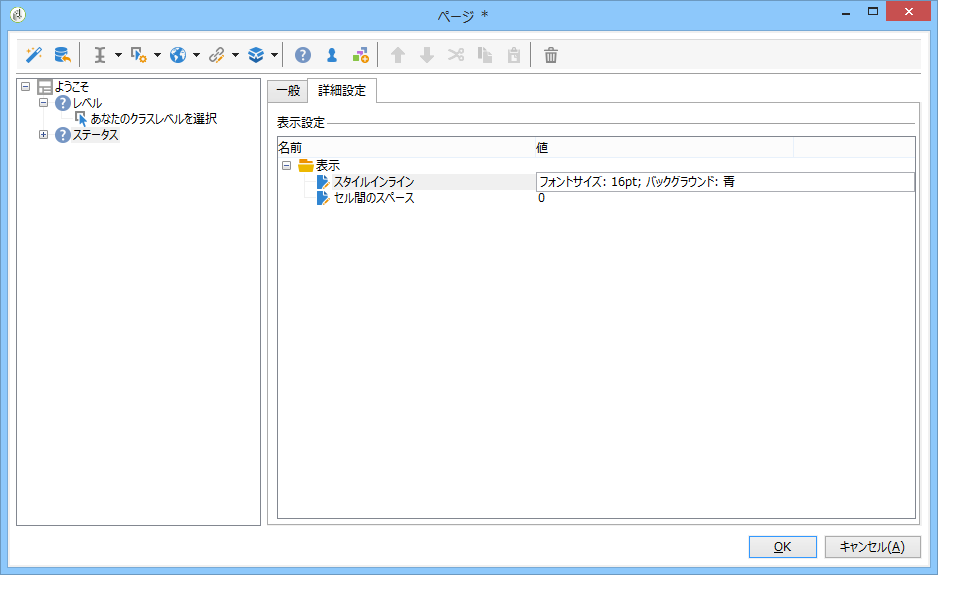 ページ *
ようこそ
レベル
あなたのクラスレベルを選択
ステータス
一般
詳細設定
表示設定
名前
値
表示
スタイルインライン
フォントサイズ: 16pt; バックグラウンド: 青
セル間のスペース
0
OK
キャンセル(A)